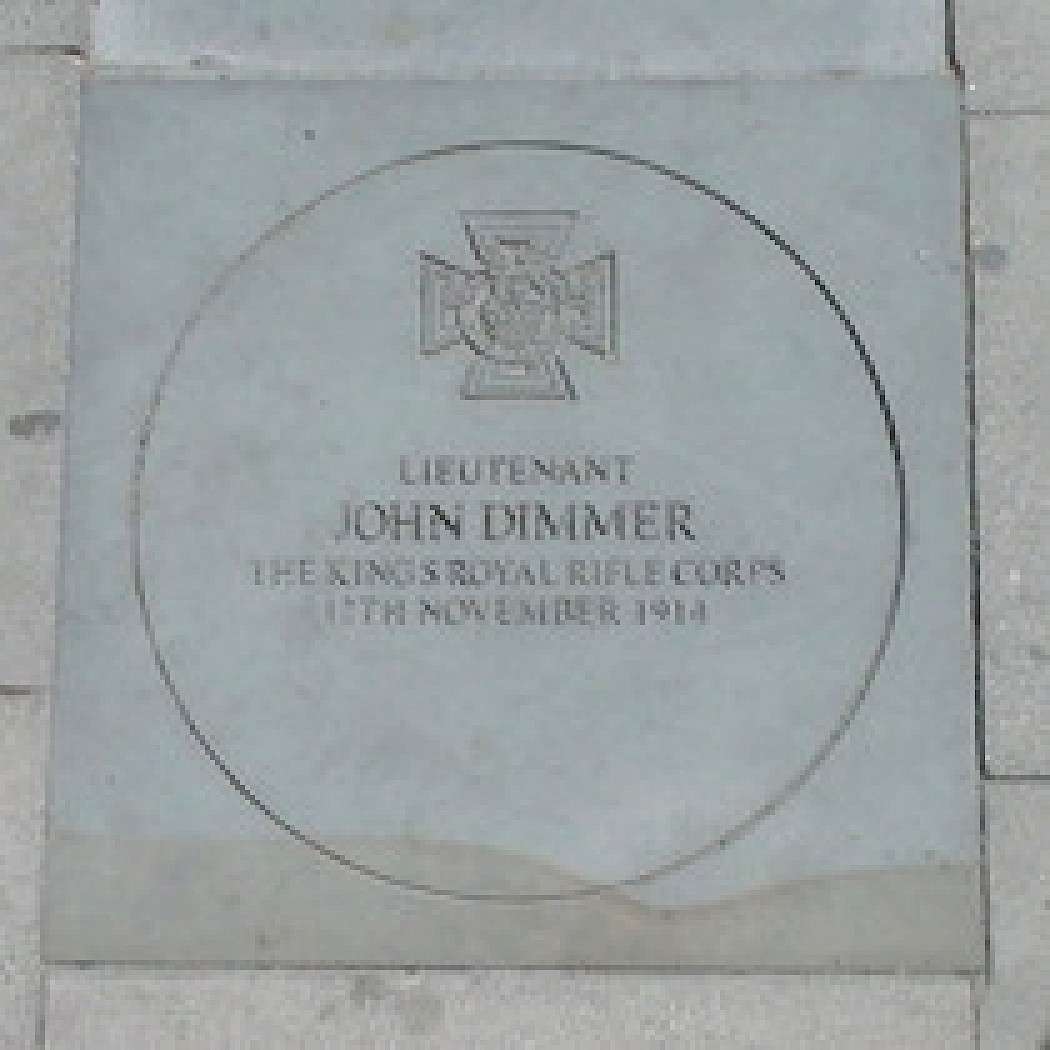 LIEUTENANT
JOHN DIMMER
THE KING'S ROYAL RIFLE CORPS
12TH NOVEMBER 1914